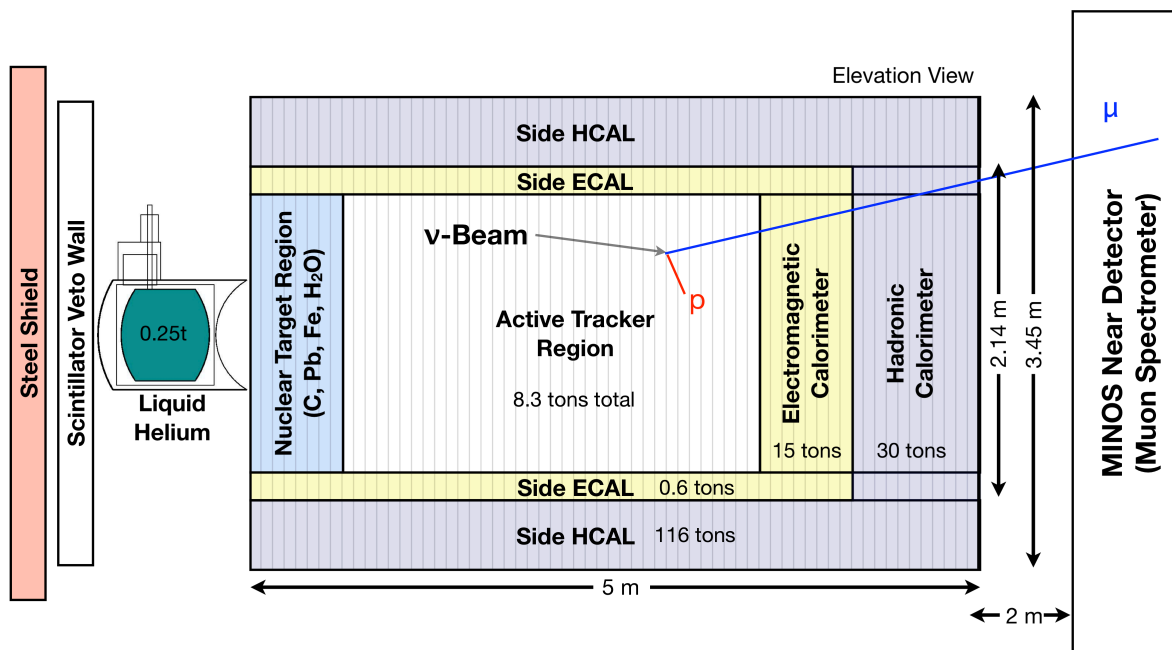 Elevation View
Steel Shield
Scintillator Veto Wall
0.25t
Liquid
Helium
Side HCAL
Side ECAL
Nuclear Target Region
(C, Pb, Fe, H₂O)
ν-Beam
p
μ
Active Tracker
Region
8.3 tons total
Electromagnetic
Calorimeter
15 tons
Hadronic
Calorimeter
30 tons
Side ECAL 0.6 tons
Side HCAL 116 tons
2.14 m
3.45 m
5 m
2 m
MINOS Near Detector
(Muon Spectrometer)